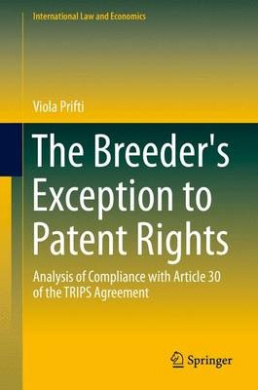 International Law and Economics
Viola Prifti
The Breeder's
Exception to
Patent Rights
Analysis of Compliance with Article 30
of the TRIPS Agreement
Springer